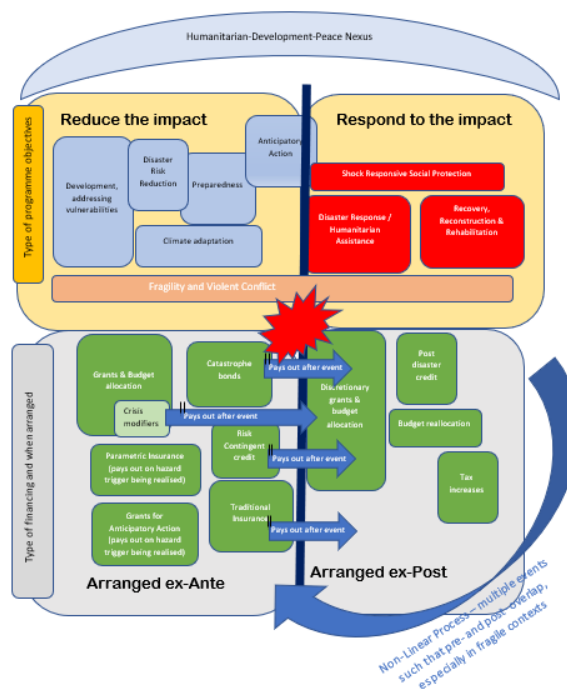 Humanitarian-Development-Peace Nexus
Type of programme objectives
Reduce the impact
Respond to the impact
Development,
addressing
vulnerabilities
Disaster
Risk
Reduction
Preparedness
Anticipatory
Action
Climate adaptation
Shock Responsive Social Protection
Disaster Response /
Humanitarian
Assistance
Recovery,
Reconstruction &
Rehabilitation
Fragility and Violent Conflict
Type of financing and when arranged
Grants & Budget
allocation
Crisis
modifiers
Catastrophe
bonds
Pays out after event
Pays out after event
Risk
Contingent
credit
Pays out after event
Parametric Insurance
(pays out on hazard
trigger being realised)
Grants for
Anticipatory Action
(pays out on hazard
trigger being realised)
Traditional
Insurance
Pays out after event
Discretionary
grants &
budget
allocation
Post
disaster
credit
Budget reallocation
Tax
increases
Arranged ex-Ante
Arranged ex-Post
Non-Linear Process – multiple events
such that pre- and post- overlap,
especially in fragile contexts